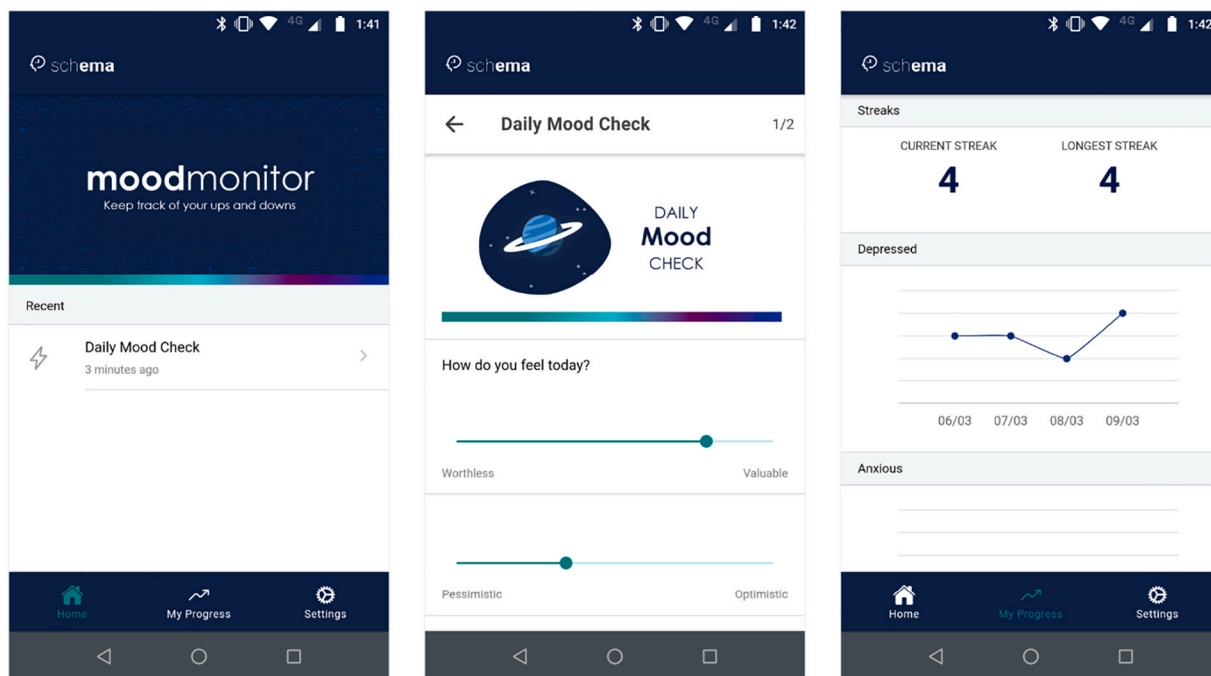 4G 1:41
schema
moodmonitor
Keep track of your ups and downs
Recent
Daily Mood Check
3 minutes ago
Home My Progress Settings
4G 1:42
schema
Daily Mood Check 1/2
DAILY
Mood
CHECK
How do you feel today?
Worthless Valuable
Pessimistic Optimistic
4G 1:42
schema
Streaks
CURRENT STREAK LONGEST STREAK
4 4
Depressed
06/03 07/03 08/03 09/03
Anxious
Home My Progress Settings